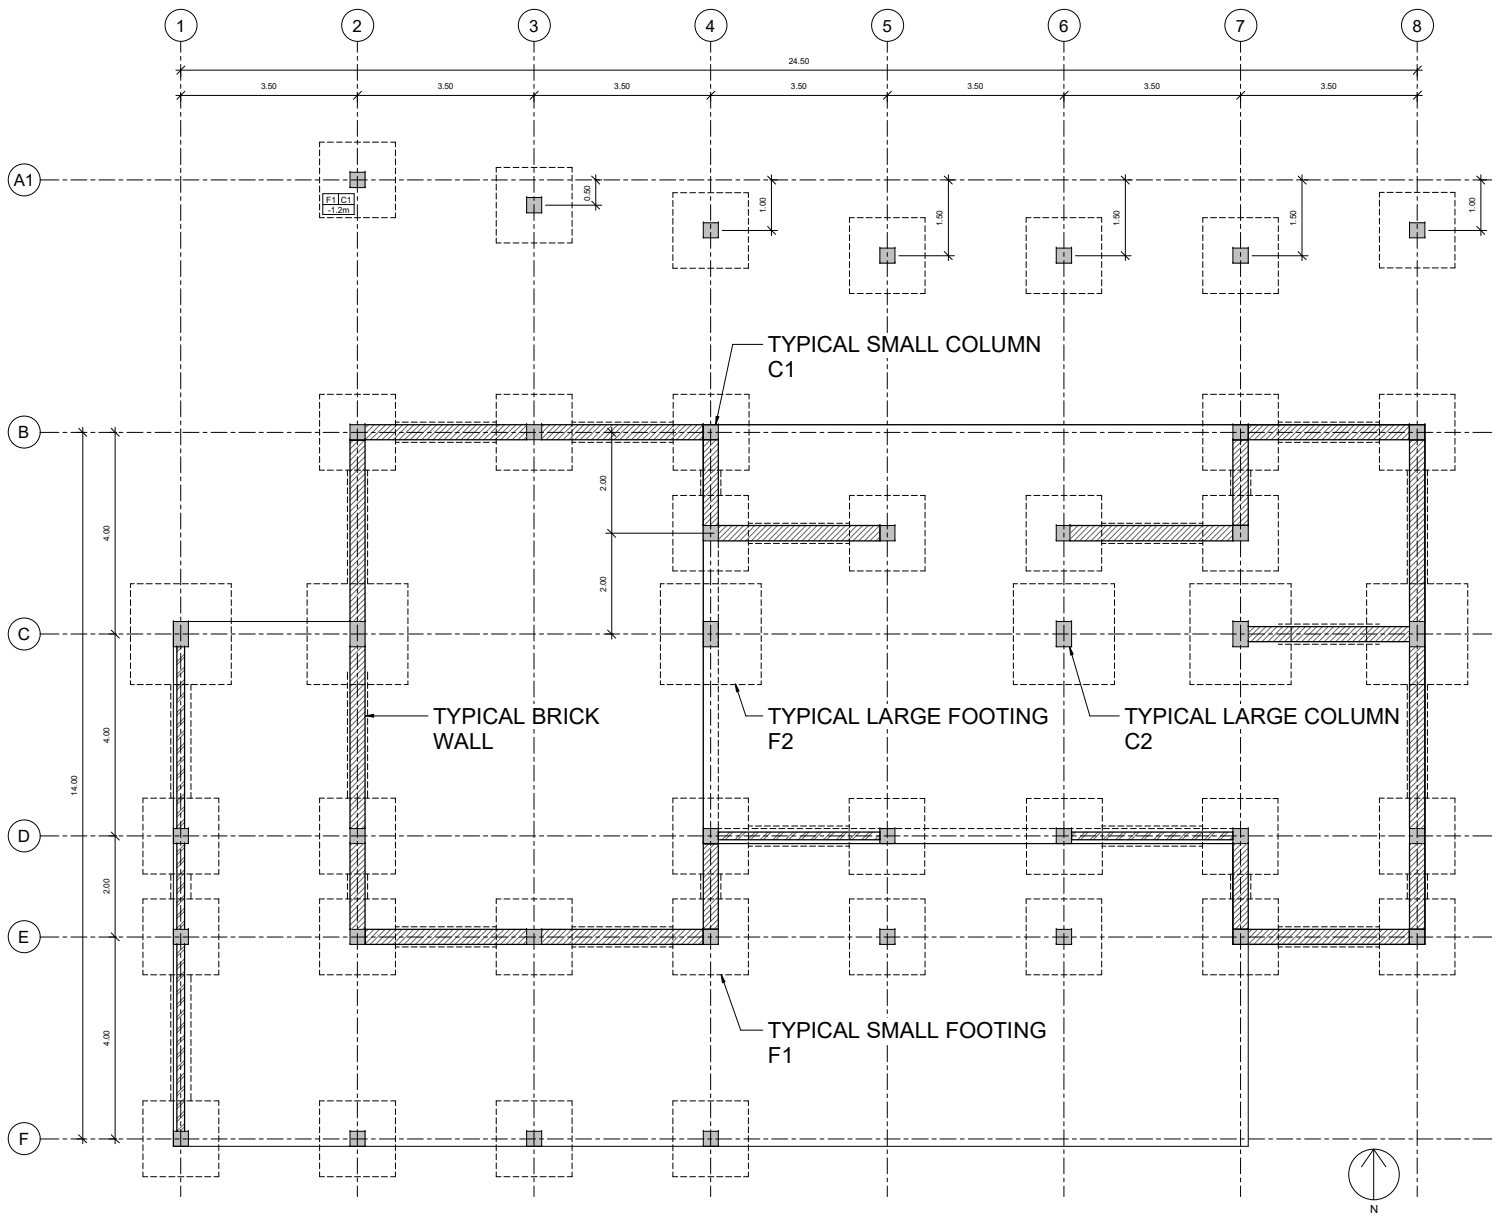 1 2 3 4 5 6 7 8
24.50
3.50 3.50 3.50 3.50 3.50 3.50 3.50
A1
F1 C1
-1.2m
0.50
1.00
1.50
1.50
1.50
1.00
TYPICAL SMALL COLUMN
C1
B
4.00
2.00
2.00
C
TYPICAL BRICK
WALL
TYPICAL LARGE FOOTING
F2
TYPICAL LARGE COLUMN
C2
4.00
14.00
D
2.00
E
TYPICAL SMALL FOOTING
F1
4.00
F
N